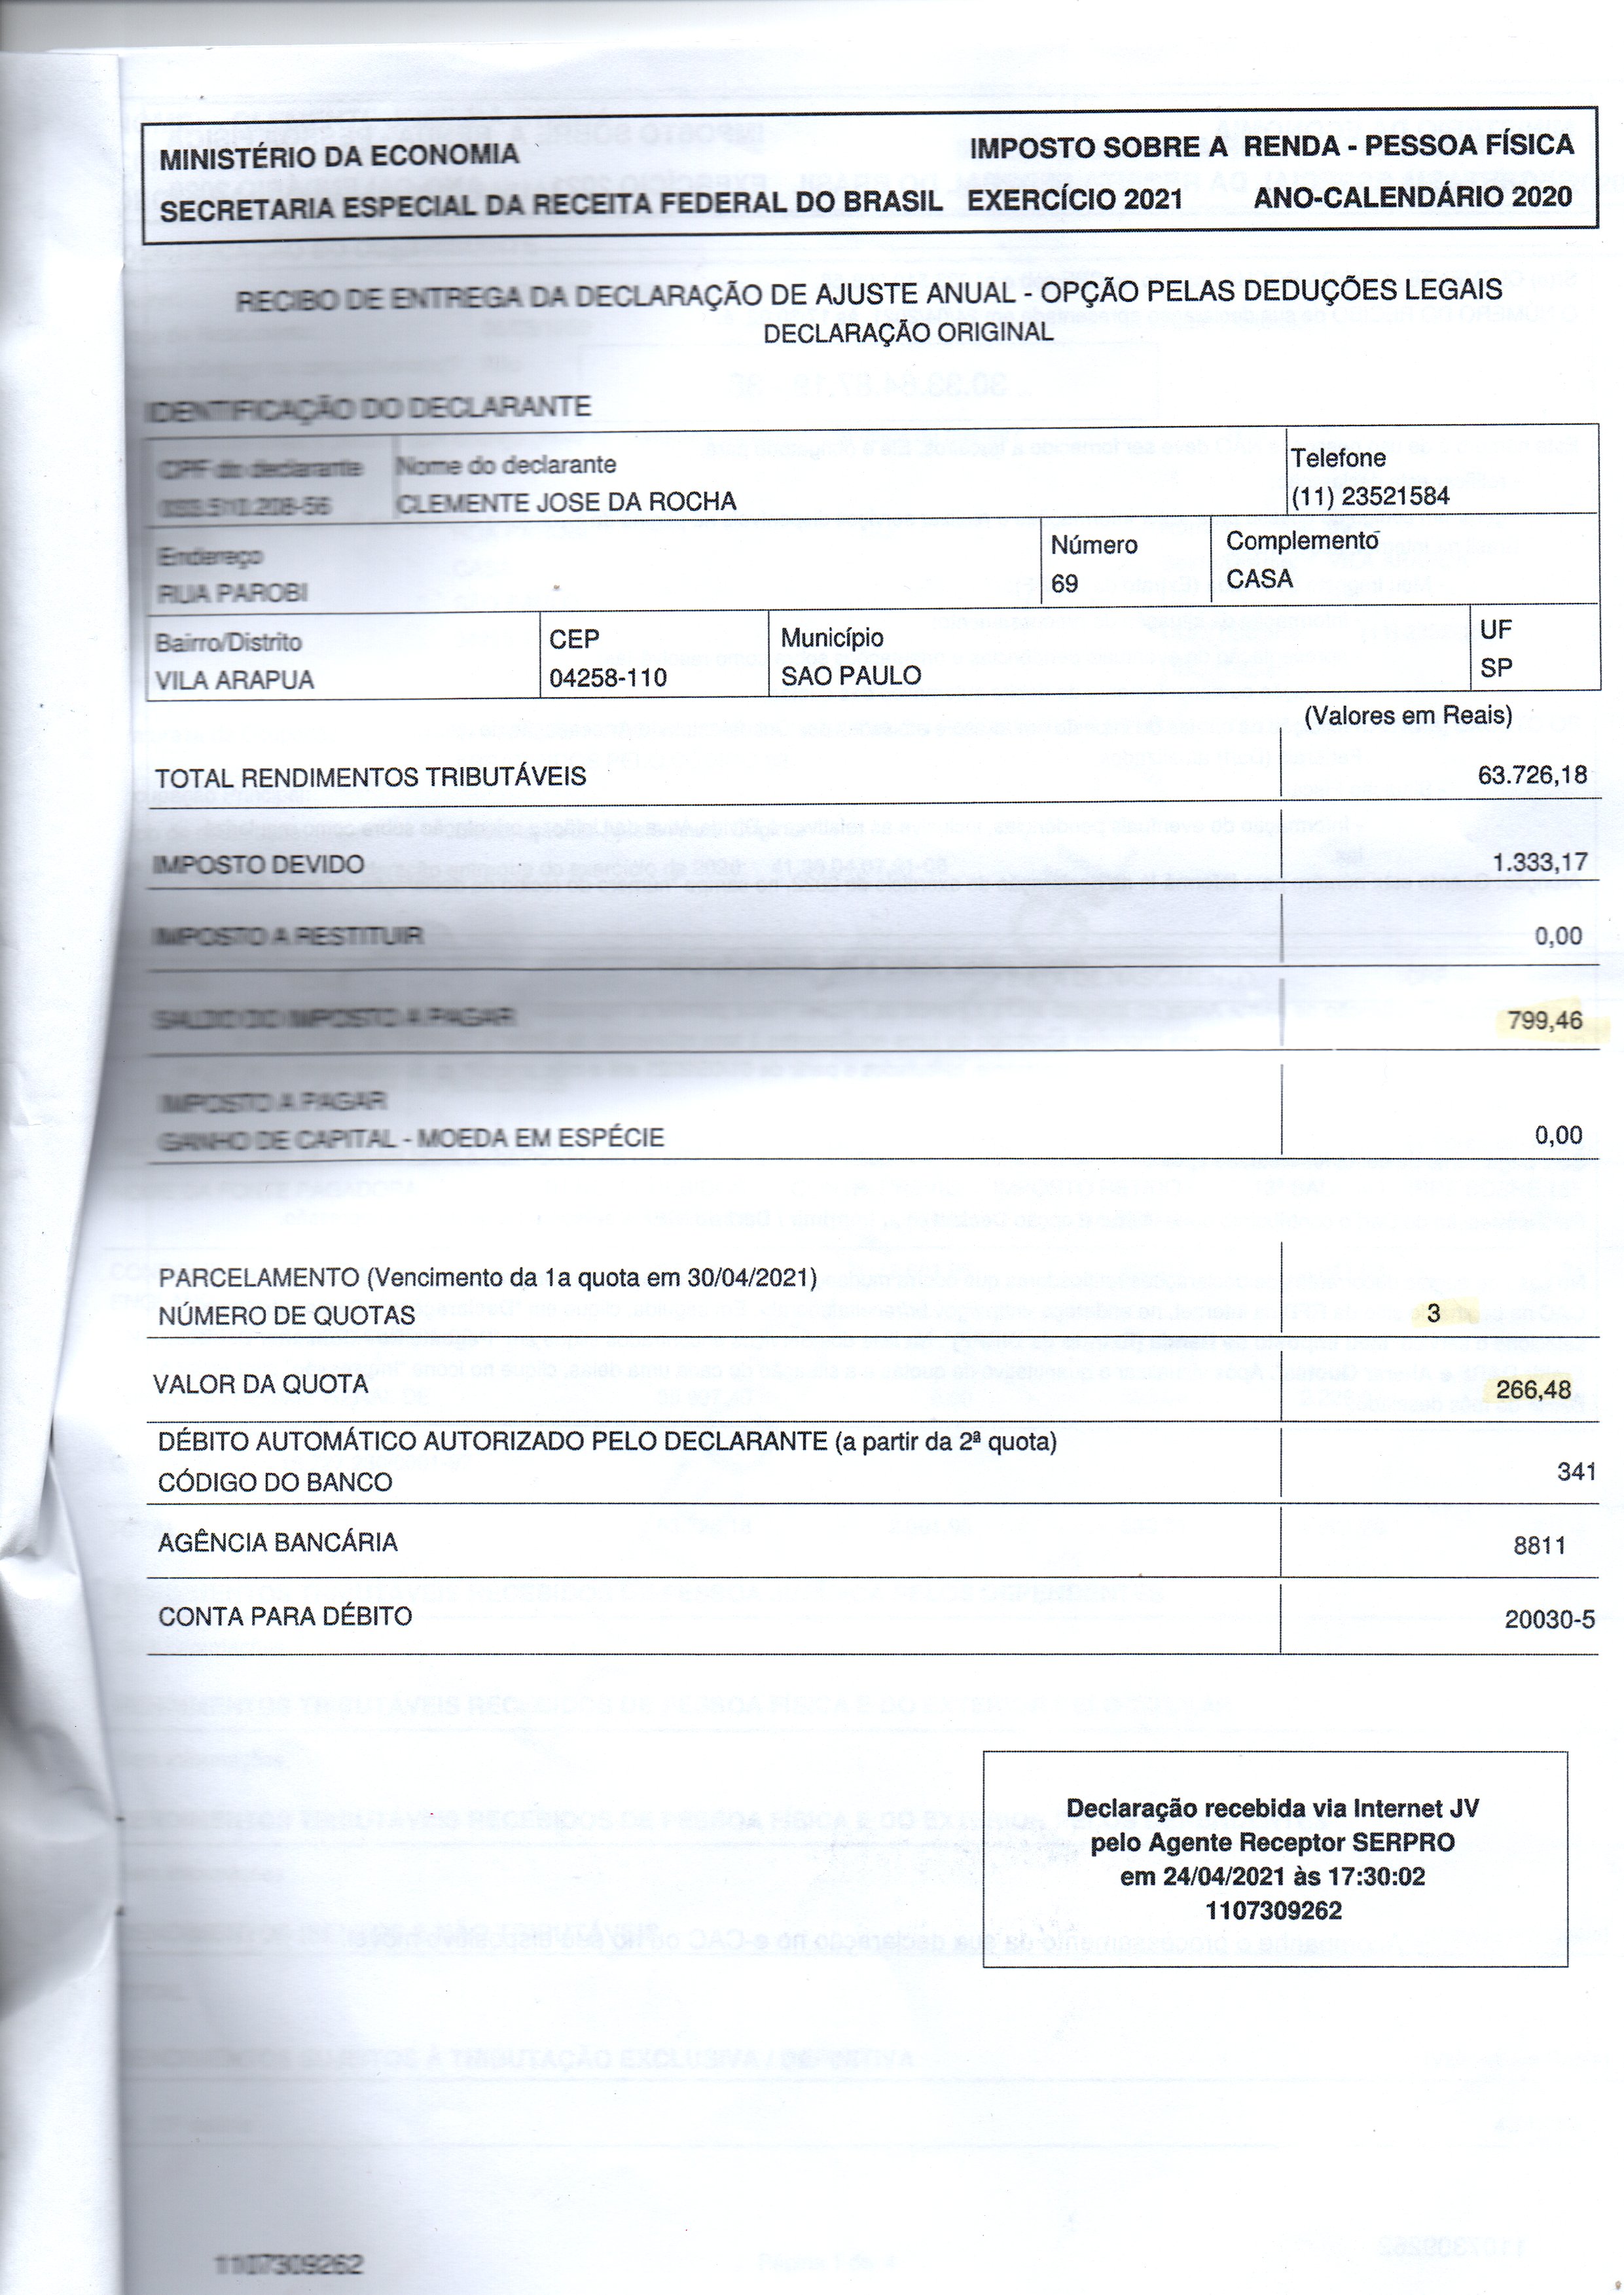 MINISTÉRIO DA ECONOMIA IMPOSTO SOBRE A RENDA - PESSOA FÍSICA
SECRETARIA ESPECIAL DA RECEITA FEDERAL DO BRASIL EXERCÍCIO 2021 ANO-CALENDÁRIO 2020
RECIBO DE ENTREGA DA DECLARAÇÃO DE AJUSTE ANUAL - OPÇÃO PELAS DEDUÇÕES LEGAIS
DECLARAÇÃO ORIGINAL
IDENTIFICAÇÃO DO DECLARANTE
CPF do declarante Nome do declarante Telefone
CLEMENTE JOSE DA ROCHA (11) 23521584
Endereço Número Complemento
RUA PAROBI 69 CASA
Bairro/Distrito CEP Município UF
VILA ARAPUA 04258-110 SAO PAULO SP
(Valores em Reais)
TOTAL RENDIMENTOS TRIBUTÁVEIS 63.726,18
IMPOSTO DEVIDO 1.333,17
IMPOSTO A RESTITUIR 0,00
SALDO DO IMPOSTO A PAGAR 799,46
IMPOSTO A PAGAR
GANHO DE CAPITAL - MOEDA EM ESPÉCIE 0,00
PARCELAMENTO (Vencimento da 1a quota em 30/04/2021)
NÚMERO DE QUOTAS 3
VALOR DA QUOTA 266,48
DÉBITO AUTOMÁTICO AUTORIZADO PELO DECLARANTE (a partir da 2ª quota)
CÓDIGO DO BANCO 341
AGÊNCIA BANCÁRIA 8811
CONTA PARA DÉBITO 20030-5
Declaração recebida via Internet JV
pelo Agente Receptor SERPRO
em 24/04/2021 às 17:30:02
1107309262
1107309262